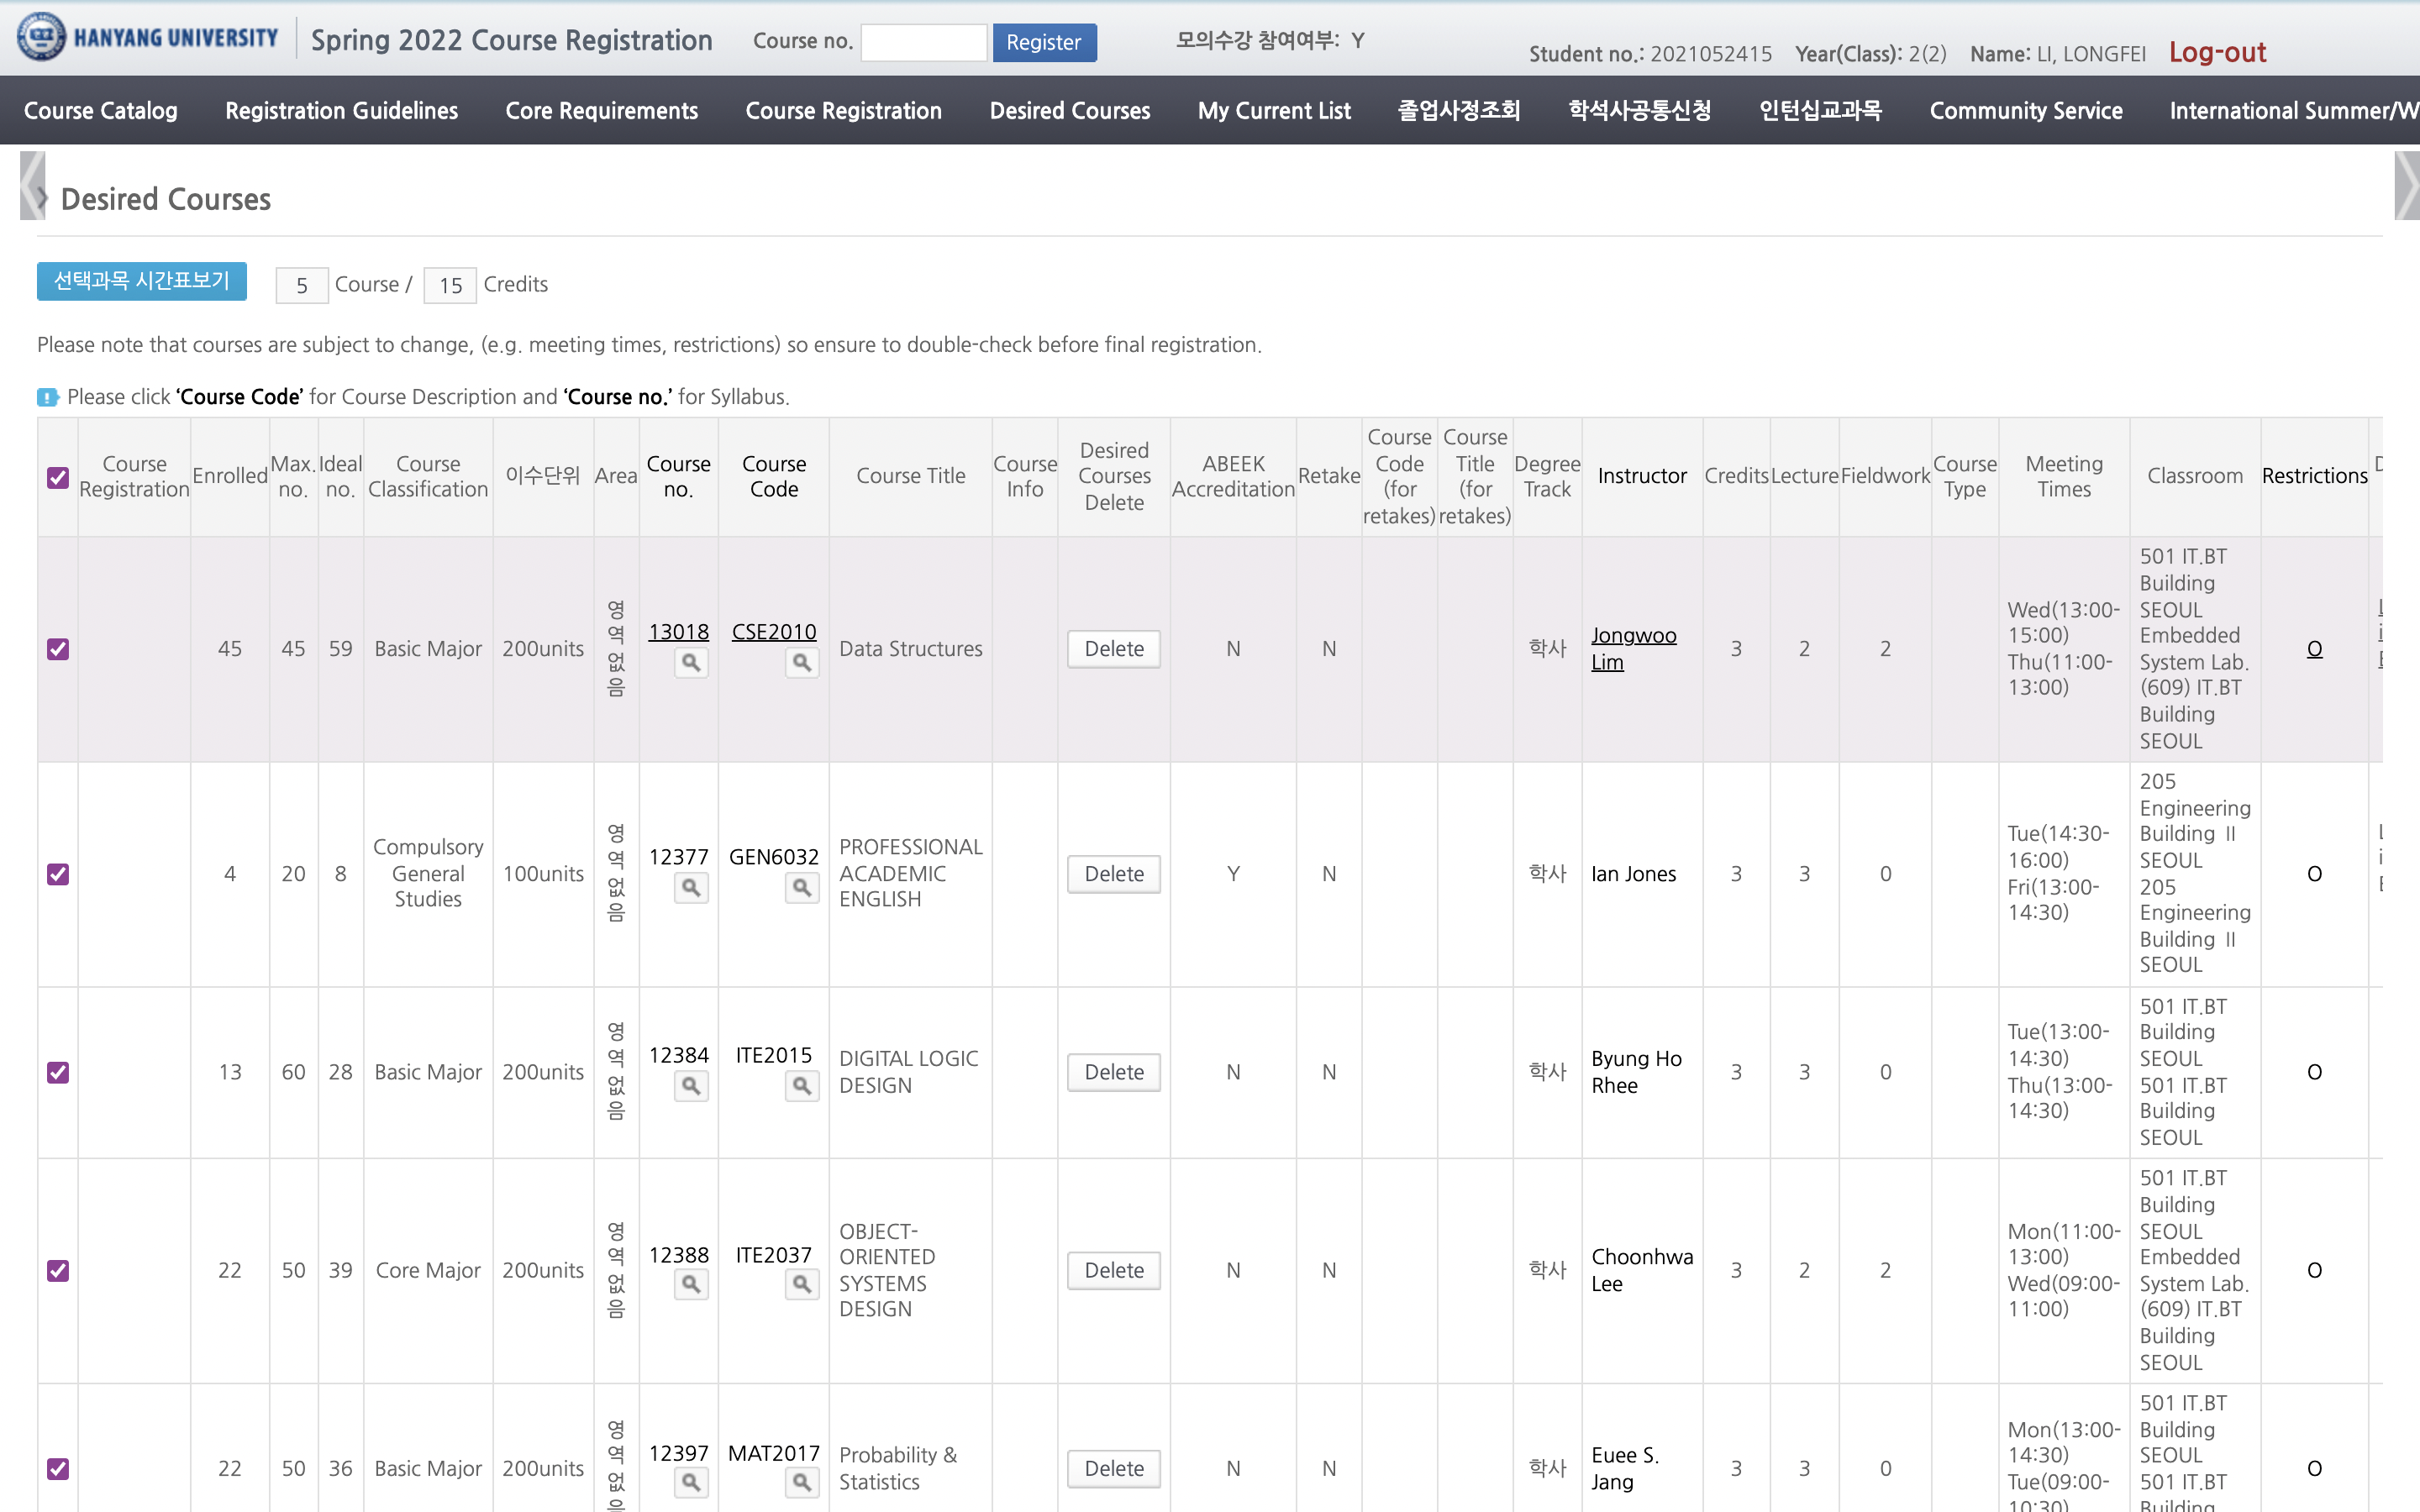 HANYANG UNIVERSITY
Spring 2022 Course Registration
Course no.
Register
모의수강 참여여부: Y
Student no.: 2021052415 Year(Class): 2(2) Name: LI, LONGFEI Log-out
Course Catalog Registration Guidelines Core Requirements Course Registration Desired Courses My Current List 졸업사정조회 학석사공통신청 인턴십교과목 Community Service International Summer/W
Desired Courses
선택과목 시간표보기 5 Course / 15 Credits
Please note that courses are subject to change, (e.g. meeting times, restrictions) so ensure to double-check before final registration.
Please click ‘Course Code’ for Course Description and ‘Course no.’ for Syllabus.
Course Registration
Enrolled
Max. no.
Ideal no.
Course Classification
이수단위
Area
Course no.
Course Code
Course Title
Course Info
Desired Courses Delete
ABEEK Accreditation
Retake
Course Code (for retakes)
Course Title (for retakes)
Degree Track
Instructor
Credits
Lecture
Fieldwork
Course Type
Meeting Times
Classroom
Restrictions
45 45 59 Basic Major 200units 영역없음 13018 CSE2010 Data Structures Delete N N 학사 Jongwoo Lim 3 2 2 Wed(13:00-15:00) Thu(11:00-13:00) 501 IT.BT Building SEOUL Embedded System Lab. (609) IT.BT Building SEOUL O
4 20 8 Compulsory General Studies 100units 영역없음 12377 GEN6032 PROFESSIONAL ACADEMIC ENGLISH Delete Y N 학사 Ian Jones 3 3 0 Tue(14:30-16:00) Fri(13:00-14:30) 205 Engineering Building Ⅱ SEOUL 205 Engineering Building Ⅱ SEOUL O
13 60 28 Basic Major 200units 영역없음 12384 ITE2015 DIGITAL LOGIC DESIGN Delete N N 학사 Byung Ho Rhee 3 3 0 Tue(13:00-14:30) Thu(13:00-14:30) 501 IT.BT Building SEOUL 501 IT.BT Building SEOUL O
22 50 39 Core Major 200units 영역없음 12388 ITE2037 OBJECT-ORIENTED SYSTEMS DESIGN Delete N N 학사 Choonhwa Lee 3 2 2 Mon(11:00-13:00) Wed(09:00-11:00) 501 IT.BT Building SEOUL Embedded System Lab. (609) IT.BT Building SEOUL O
22 50 36 Basic Major 200units 영역없 12397 MAT2017 Probability & Statistics Delete N N 학사 Euee S. Jang 3 3 0 Mon(13:00-14:30) Tue(09:00-10:30) 501 IT.BT Building SEOUL 501 IT.BT Building O